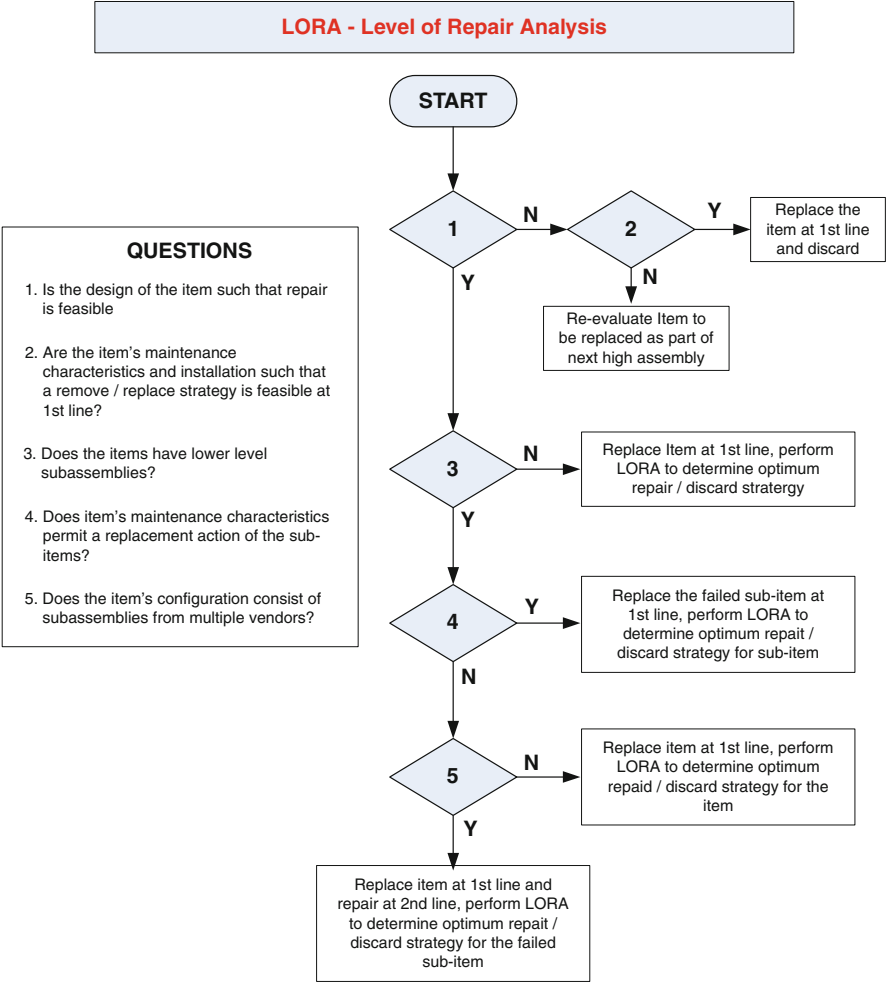 LORA - Level of Repair Analysis
START
1
N
2
Y
Replace the
item at 1st line
and discard
Y
N
Re-evaluate Item to
be replaced as part of
next high assembly
QUESTIONS
1. Is the design of the item such that repair
is feasible
2. Are the item's maintenance
characteristics and installation such that
a remove / replace strategy is feasible at
1st line?
3. Does the items have lower level
subassemblies?
4. Does item's maintenance characteristics
permit a replacement action of the sub-
items?
5. Does the item's configuration consist of
subassemblies from multiple vendors?
3
N
Replace Item at 1st line, perform
LORA to determine optimum
repair / discard stratergy
Y
4
Y
Replace the failed sub-item at
1st line, perform LORA to
determine optimum repait /
discard strategy for sub-item
N
5
N
Replace item at 1st line, perform
LORA to determine optimum
repaid / discard strategy for the
item
Y
Replace item at 1st line and
repair at 2nd line, perform LORA
to determine optimum repait /
discard strategy for the failed
sub-item